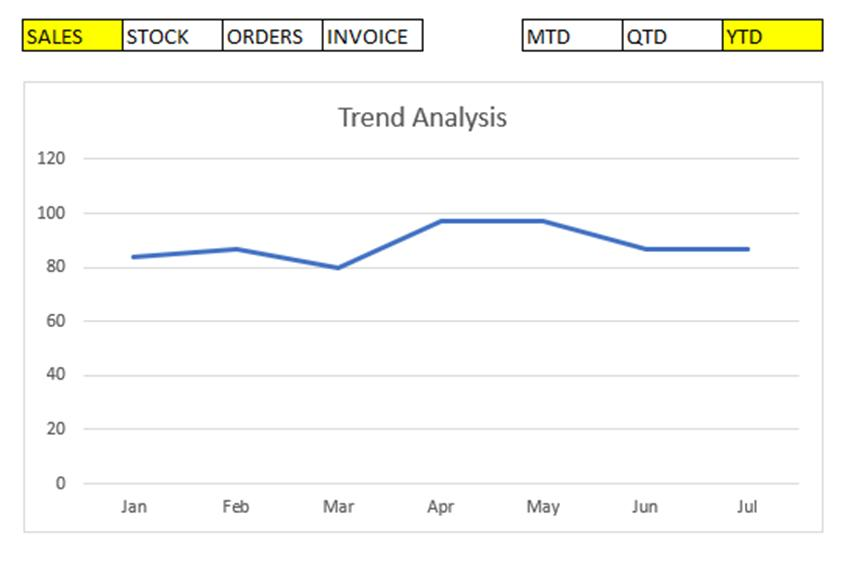 SALES STOCK ORDERS INVOICE MTD QTD YTD
Trend Analysis
120
100
80
60
40
20
0
Jan Feb Mar Apr May Jun Jul